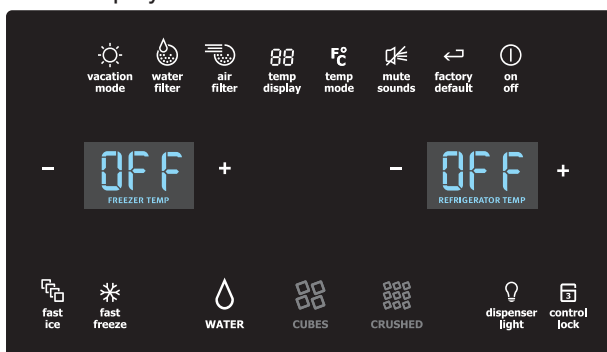 88
F°
C
vacation mode
water filter
air filter
temp display
temp mode
mute sounds
factory default
on off
- OFF + - OFF +
FREEZER TEMP REFRIGERATOR TEMP
3
fast ice
fast freeze
WATER
CUBES
CRUSHED
dispenser light
control lock